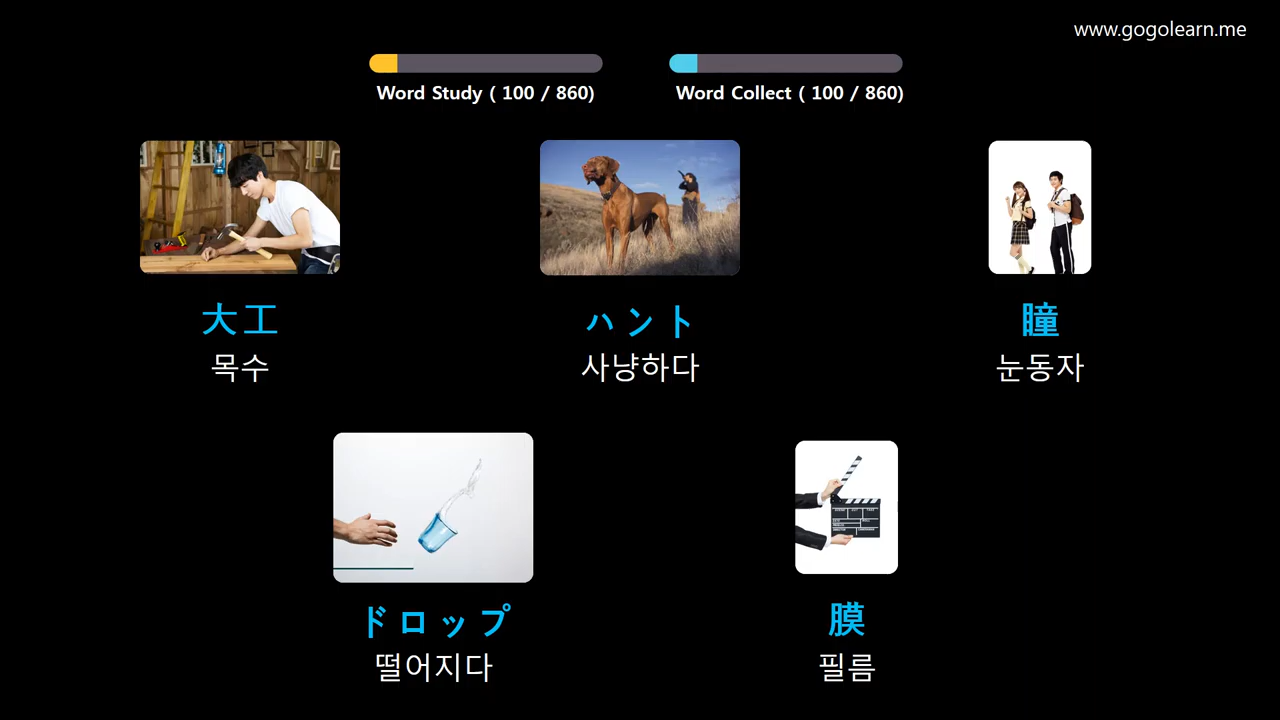 www.gogolearn.me
Word Study ( 100 / 860)
Word Collect ( 100 / 860)
大工
목수
ハント
사냥하다
瞳
눈동자
ドロップ
떨어지다
膜
필름